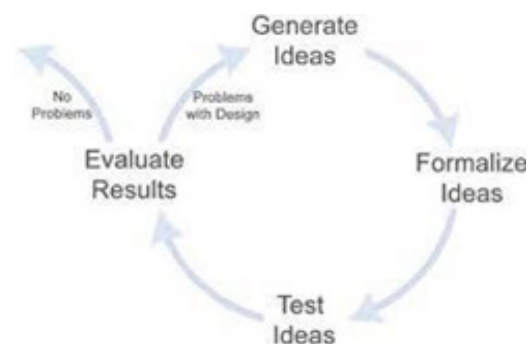 Generate
Ideas
No
Problems
Problems
with Design
Evaluate
Results
Formalize
Ideas
Test
Ideas